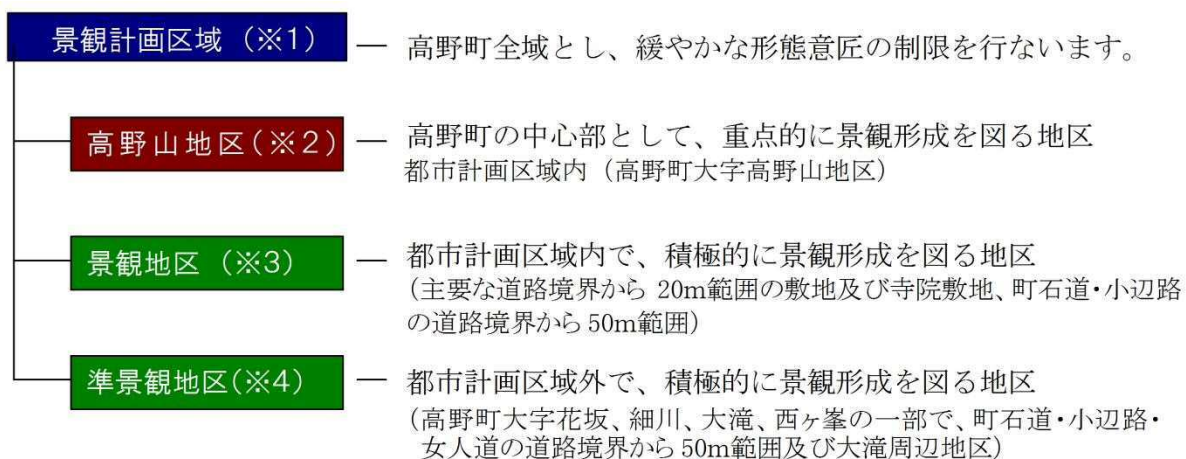 景観計画区域（※1） ― 高野町全域とし、緩やかな形態意匠の制限を行ないます。
高野山地区(※2) ― 高野町の中心部として、重点的に景観形成を図る地区
都市計画区域内（高野町大字高野山地区）
景観地区（※3） ― 都市計画区域内で、積極的に景観形成を図る地区
（主要な道路境界から 20m範囲の敷地及び寺院敷地、町石道・小辺路
の道路境界から 50m範囲）
準景観地区(※4) ― 都市計画区域外で、積極的に景観形成を図る地区
（高野町大字花坂、細川、大滝、西ヶ峯の一部で、町石道・小辺路・
女人道の道路境界から 50m範囲及び大滝周辺地区）